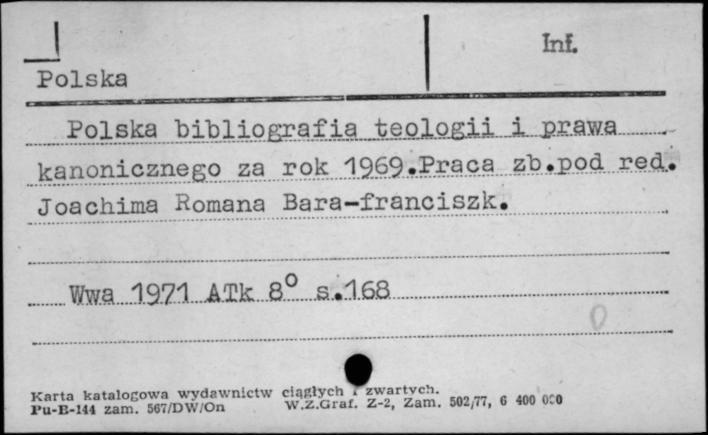 Inf.
Polska
Polska bibliografia teologii i prawa
kanonicznego za rok 1969.Praca zb.pod red.
Joachima Romana Bara-franciszk.
Wwa 1971 ATk 8° s.168
0
Karta katalogowa wydawnictw ciągłych i zwartych.
Pu-B-144 zam. 567/DW/On W.Z.Graf. Z-2, Zam. 502/77, 6 400 000